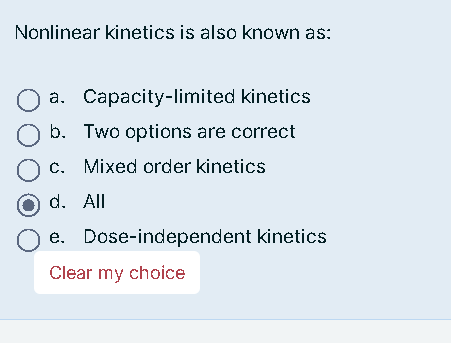 Nonlinear kinetics is also known as:
a. Capacity-limited kinetics
b. Two options are correct
c. Mixed order kinetics
d. All
e. Dose-independent kinetics
Clear my choice